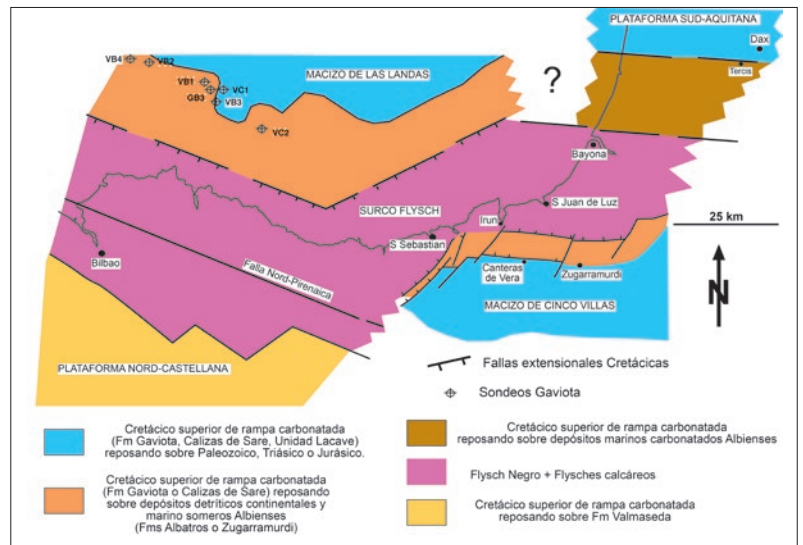 PLATAFORMA SUD-AQUITANA
Dax
Tercis
VB4
VB2
MACIZO DE LAS LANDAS
VB1
VC1
GB3
VB3
VC2
?
Bayona
SURCO FLYSCH
S Juan de Luz
Irun
25 km
S Sebastian
Bilbao
Falla Nord-Pirenaica
Canteras
de Vera
Zugarramurdi
N
MACIZO DE CINCO VILLAS
PLATAFORMA NORD-CASTELLANA
Fallas extensionales Cretácicas
Sondeos Gaviota
Cretácico superior de rampa carbonatada
(Fm Gaviota, Calizas de Sare, Unidad Lacave)
reposando sobre Paleozoico, Triásico o Jurásico.
Cretácico superior de rampa carbonatada
(Fm Gaviota o Calizas de Sare) reposando
sobre depósitos detríticos continentales y
marino someros Albienses
(Fms Albatros o Zugarramurdi)
Cretácico superior de rampa carbonatada
reposando sobre depósitos marinos carbonatados Albienses
Flysch Negro + Flysches calcáreos
Cretácico superior de rampa carbonatada
reposando sobre Fm Valmaseda